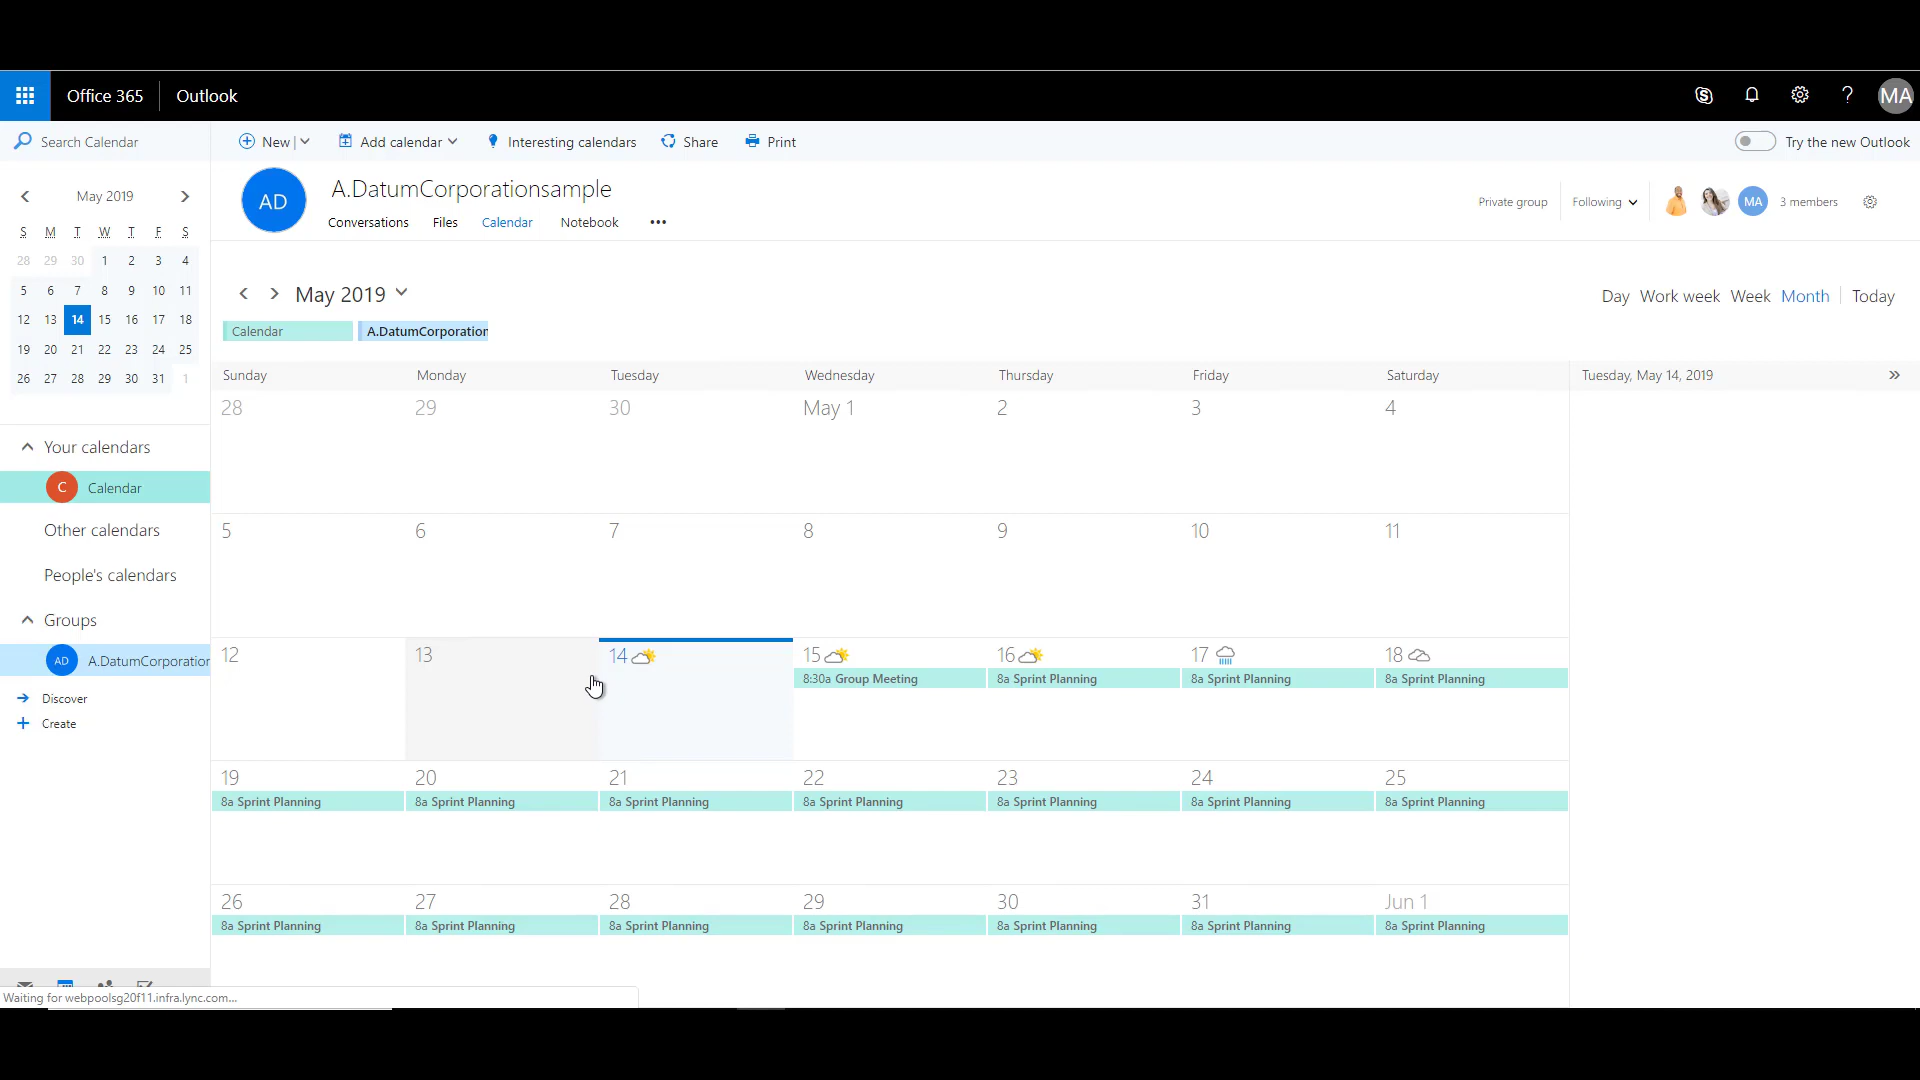 Office 365 Outlook MA
Search Calendar New Add calendar Interesting calendars Share Print Try the new Outlook
AD A.DatumCorporationsample
Conversations Files Calendar Notebook
Private group Following MA 3 members
May 2019
S M T W T F S
28 29 30 1 2 3 4
5 6 7 8 9 10 11
12 13 14 15 16 17 18
19 20 21 22 23 24 25
26 27 28 29 30 31 1
Your calendars
C Calendar
Other calendars
People's calendars
Groups
AD A.DatumCorporation
Discover
Create
May 2019 Day Work week Week Month Today
Calendar A.DatumCorporation
Sunday Monday Tuesday Wednesday Thursday Friday Saturday Tuesday, May 14, 2019
28 29 30 May 1 2 3 4
5 6 7 8 9 10 11
12 13 14 15 16 17 18
8:30a Group Meeting 8a Sprint Planning 8a Sprint Planning 8a Sprint Planning
19 20 21 22 23 24 25
8a Sprint Planning 8a Sprint Planning 8a Sprint Planning 8a Sprint Planning 8a Sprint Planning 8a Sprint Planning 8a Sprint Planning
26 27 28 29 30 31 Jun 1
8a Sprint Planning 8a Sprint Planning 8a Sprint Planning 8a Sprint Planning 8a Sprint Planning 8a Sprint Planning 8a Sprint Planning
Waiting for webpoolsg20f11.infra.lync.com...